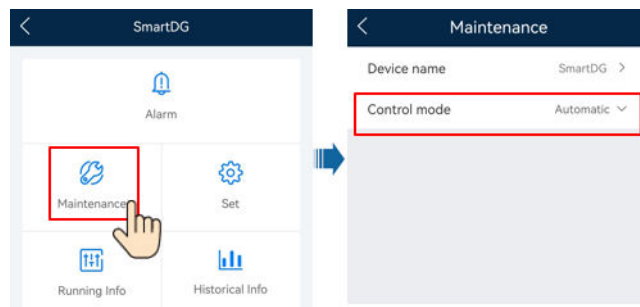 SmartDG
Alarm
Maintenance
Set
Running Info
Historical Info
Maintenance
Device name SmartDG
Control mode Automatic